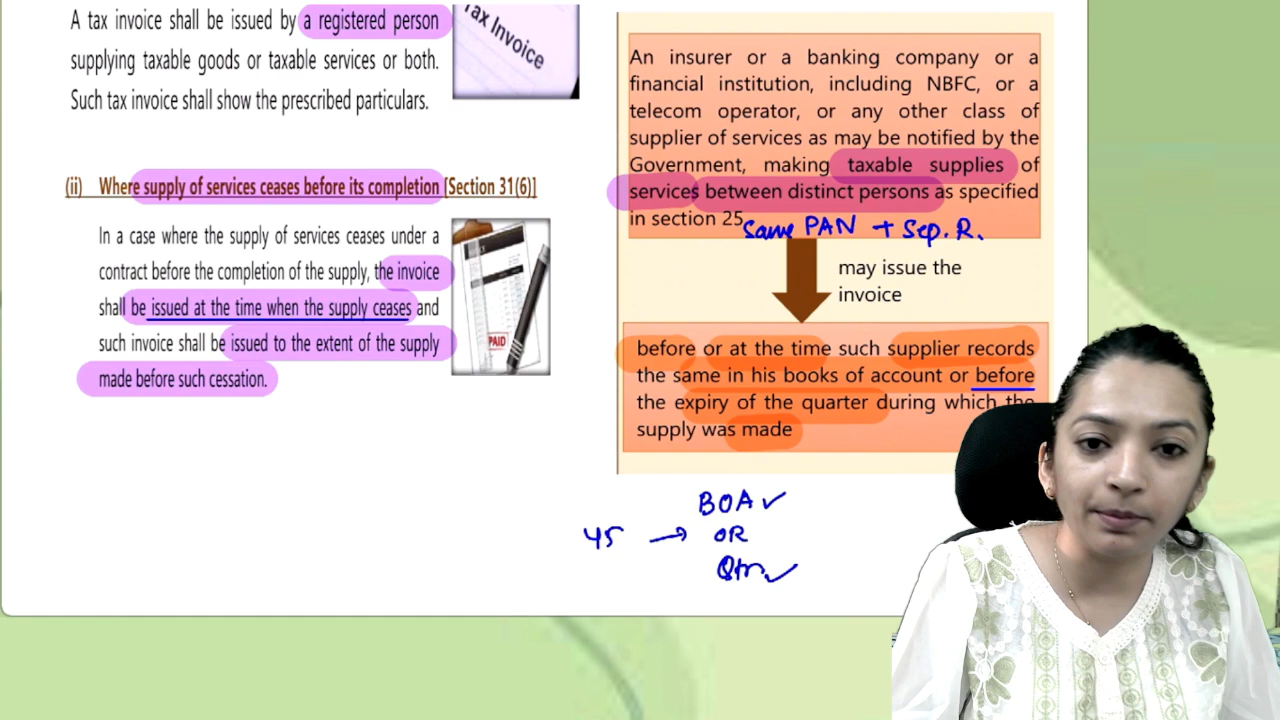 A tax invoice shall be issued by a registered person
supplying taxable goods or taxable services or both.
Such tax invoice shall show the prescribed particulars.
Tax Invoice
(ii) Where supply of services ceases before its completion [Section 31(6)]
In a case where the supply of services ceases under a
contract before the completion of the supply, the invoice
shall be issued at the time when the supply ceases and
such invoice shall be issued to the extent of the supply
made before such cessation.
PAID
An insurer or a banking company or a
financial institution, including NBFC, or a
telecom operator, or any other class of
supplier of services as may be notified by the
Government, making taxable supplies of
services between distinct persons as specified
in section 25
Same PAN + Sep. R.
may issue the
invoice
before or at the time such supplier records
the same in his books of account or before
the expiry of the quarter during which the
supply was made
BOA ✓
45 → OR
Qtr ✓